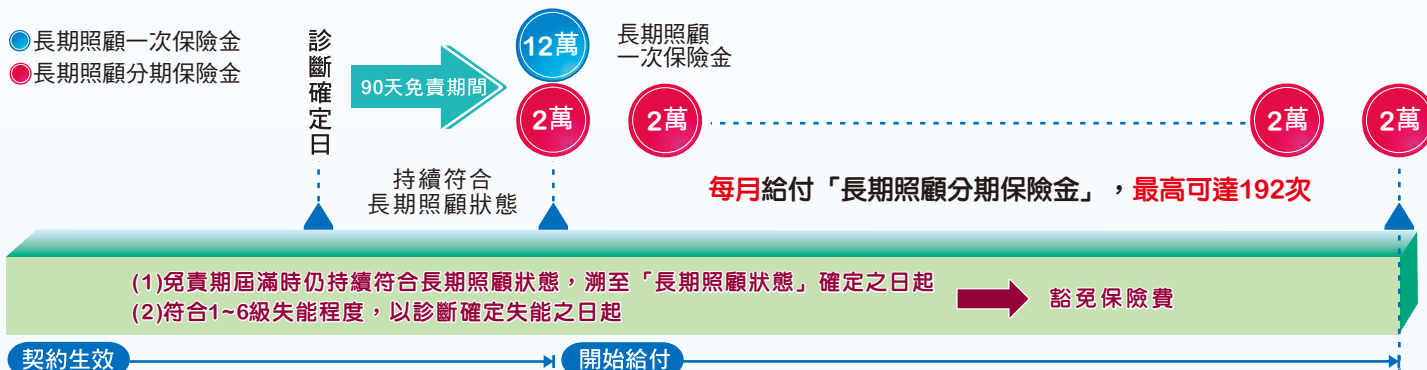 長期照顧一次保險金
長期照顧分期保險金
診斷確定日
90天免責期間
12萬
長期照顧
一次保險金
2萬
2萬
2萬
2萬
持續符合
長期照顧狀態
每月給付「長期照顧分期保險金」，最高可達192次
(1)免責期屆滿時仍持續符合長期照顧狀態，溯至「長期照顧狀態」確定之日起
(2)符合1~6級失能程度，以診斷確定失能之日起
豁免保險費
契約生效
開始給付